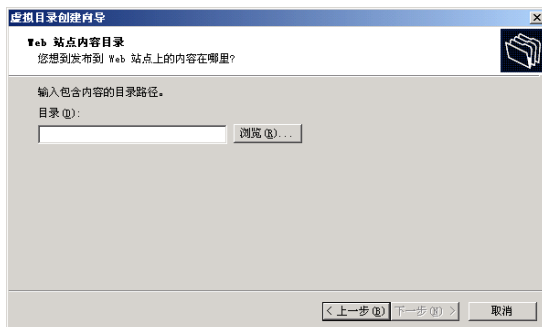 虚拟目录创建向导
Web 站点内容目录
您想到发布到 Web 站点上的内容在哪里?
输入包含内容的目录路径。
目录(D):
浏览(R)...
< 上一步(B) 下一步(N) > 取消